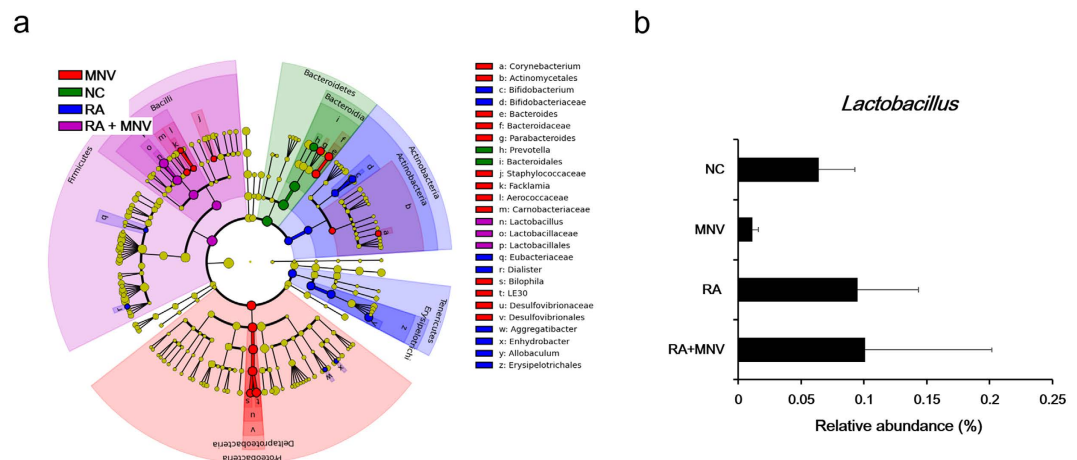 a
MNV
NC
RA
RA + MNV
Firmicutes
Bacilli
Bacteroidetes
Bacteroidia
Actinobacteria
Actinobacteria
Tenericutes
Erysipelotrichi
Deltaproteobacteria
Proteobacteria
o
m
l
k
j
i
h
f
d
b
a
q
r
z
y
x
w
s
t
u
v
a: Corynebacterium
b: Actinomycetales
c: Bifidobacterium
d: Bifidobacteriaceae
e: Bacteroides
f: Bacteroidaceae
g: Parabacteroides
h: Prevotella
i: Bacteroidales
j: Staphylococcaceae
k: Facklamia
l: Aerococcaceae
m: Carnobacteriaceae
n: Lactobacillus
o: Lactobacillaceae
p: Lactobacillales
q: Eubacteriaceae
r: Dialister
s: Bilophila
t: LE30
u: Desulfovibrionaceae
v: Desulfovibrionales
w: Aggregatibacter
x: Enhydrobacter
y: Allobaculum
z: Erysipelotrichales
b
Lactobacillus
NC
MNV
RA
RA+MNV
0 0.05 0.1 0.15 0.2 0.25
Relative abundance (%)